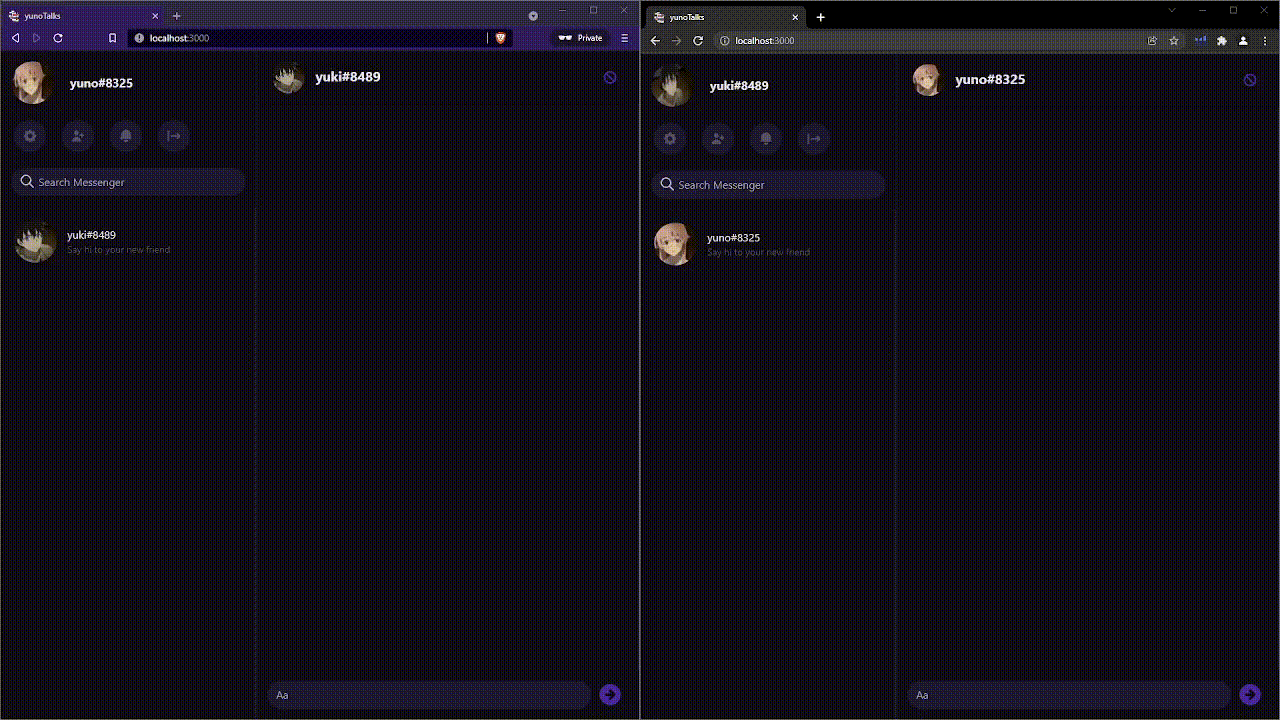 yunoTalks
localhost:3000
Private
yuno#8325
yuki#8489
Search Messenger
yuki#8489
Say hi to your new friend
Aa
yunoTalks
localhost:3000
yuki#8489
yuno#8325
Search Messenger
yuno#8325
Say hi to your new friend
Aa